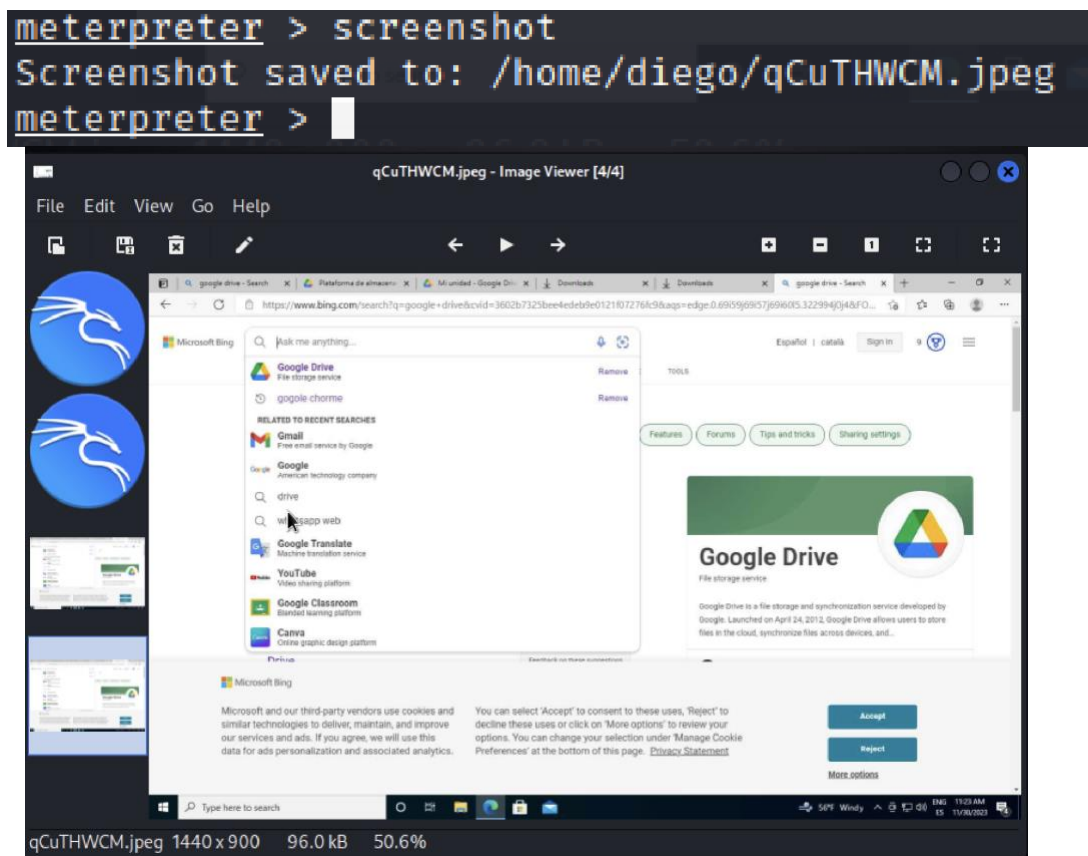 meterpreter > screenshot
Screenshot saved to: /home/diego/qCuTHWCM.jpeg
meterpreter >
qCuTHWCM.jpeg - Image Viewer [4/4]
File Edit View Go Help
google drive - Search
Plataforma de almacena
Mi unidad - Google Dri
Downloads
Downloads
google drive - Search
https://www.bing.com/search?q=google+drive&cvid=
Microsoft Bing
Ask me anything...
Español | català
Sign in
9
Google Drive
File storage service
Remove
TOOLS
gogole chorme
Remove
RELATED TO RECENT SEARCHES
Gmail
Free email service by Google
Features
Forums
Tips and tricks
Sharing settings
Google
American technology company
drive
whatsapp web
Google Translate
Machine translation service
YouTube
Video sharing platform
Google Classroom
Blended learning platform
Canva
Online graphic design platform
Google Drive
File storage service
Google Drive is a file storage and synchronization service developed by
Google. Launched on April 24, 2012, Google Drive allows users to store
files in the cloud, synchronize files across devices, and...
Drive
Feedback on these suggestions
Microsoft Bing
Microsoft and our third-party vendors use cookies and
similar technologies to deliver, maintain, and improve
our services and ads. If you agree, we will use this
data for ads personalization and associated analytics.
You can select 'Accept' to consent to these uses, 'Reject' to
decline these uses or click on 'More options' to review your
options. You can change your selection under 'Manage Cookie
Preferences' at the bottom of this page. Privacy Statement
Accept
Reject
More options
Type here to search
56°F Windy
ENG
ES
11:23 AM
11/30/2023
qCuTHWCM.jpeg 1440 x 900 96.0 kB 50.6%